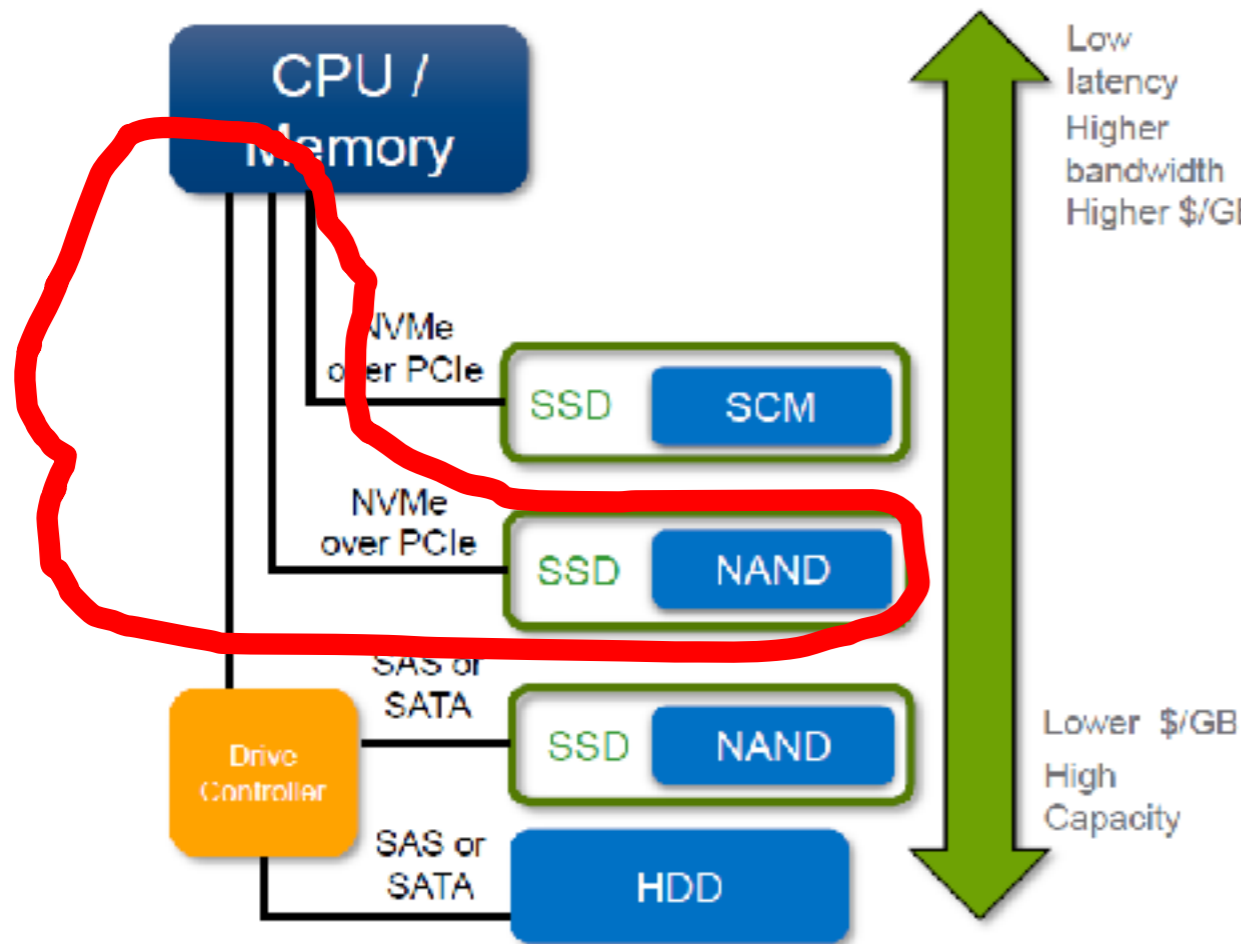 CPU /
Memory
Low
latency
Higher
bandwidth
Higher $/G
NVMe
over PCIe
SSD
SCM
NVMe
over PCIe
SSD
NAND
SAS or
SATA
SSD
NAND
Drive
Controller
Lower $/GB
High
Capacity
SAS or
SATA
HDD